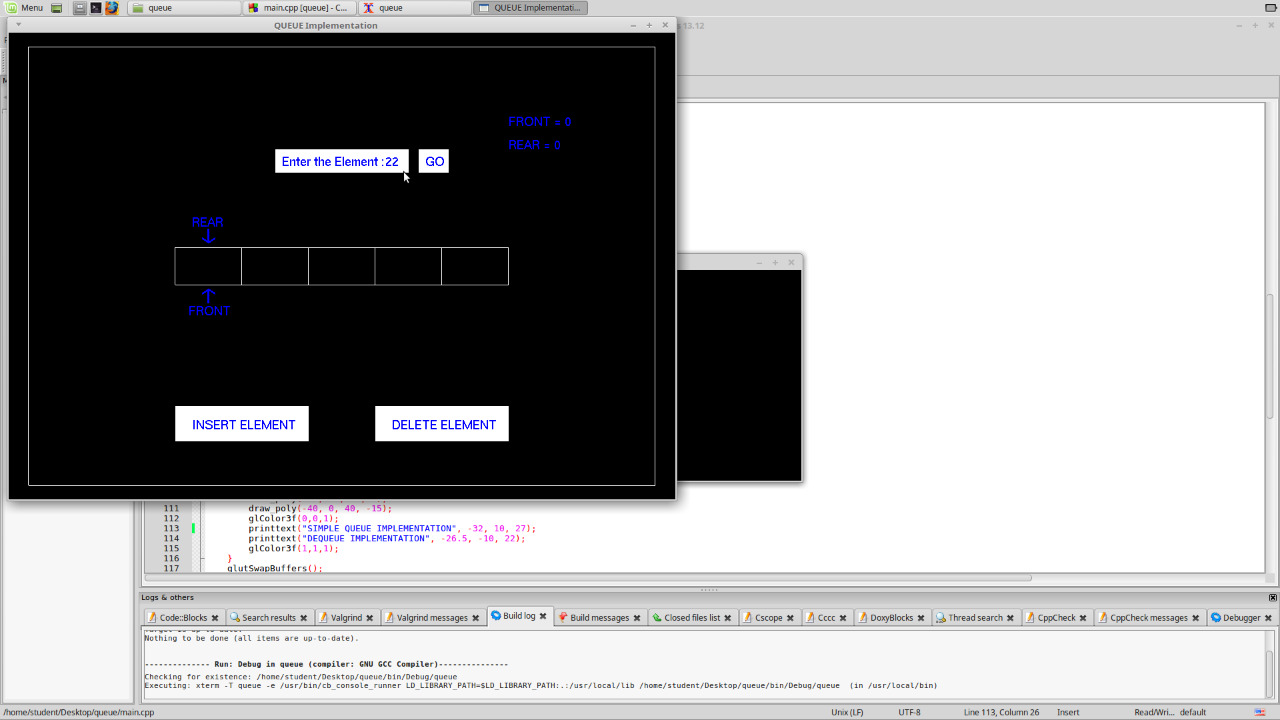 Menu queue main.cpp [queue] - C... queue QUEUE Implementati...
QUEUE Implementation
13.12
FRONT = 0
REAR = 0
Enter the Element :22 GO
REAR
FRONT
INSERT ELEMENT DELETE ELEMENT
111 draw_poly(-40, 0, 40, -15);
112 glColor3f(0,0,1);
113 printtext("SIMPLE QUEUE IMPLEMENTATION", -32, 10, 27);
114 printtext("DEQUEUE IMPLEMENTATION", -26.5, -10, 22);
115 glColor3f(1,1,1);
116 }
117 glutSwapBuffers();
Logs & others
Code::Blocks Search results Valgrind Valgrind messages Build log Build messages Closed files list Cscope Cccc DoxyBlocks Thread search CppCheck CppCheck messages Debugger
Nothing to be done (all items are up-to-date).
-------------- Run: Debug in queue (compiler: GNU GCC Compiler)---------------
Checking for existence: /home/student/Desktop/queue/bin/Debug/queue
Executing: xterm -T queue -e /usr/bin/cb_console_runner LD_LIBRARY_PATH=$LD_LIBRARY_PATH:.:/usr/local/lib /home/student/Desktop/queue/bin/Debug/queue (in /usr/local/bin)
/home/student/Desktop/queue/main.cpp Unix (LF) UTF-8 Line 113, Column 26 Insert Read/Wri... default